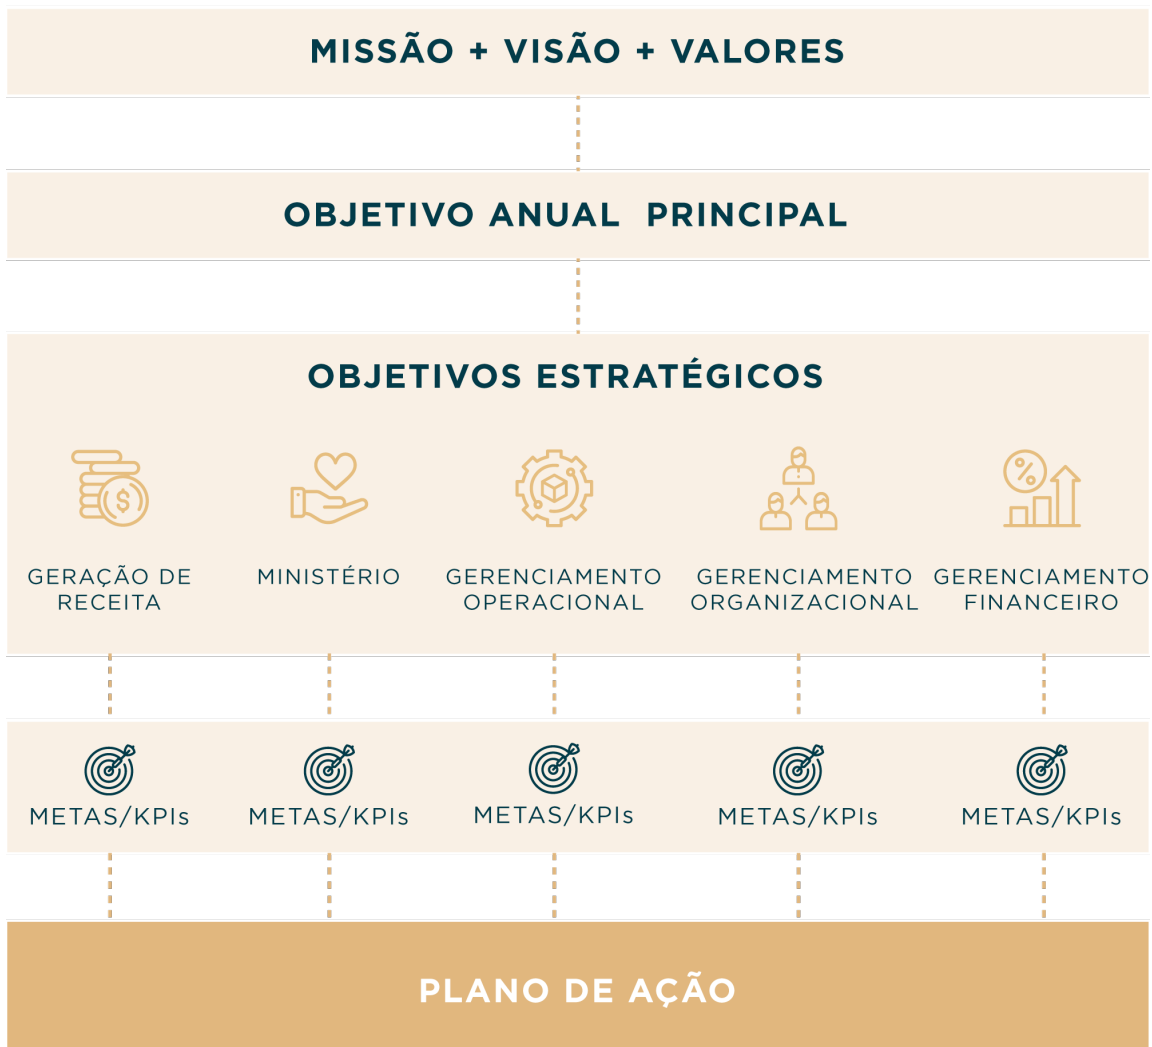 MISSÃO + VISÃO + VALORES
OBJETIVO ANUAL PRINCIPAL
OBJETIVOS ESTRATÉGICOS
$
%
GERAÇÃO DE
RECEITA
MINISTÉRIO
GERENCIAMENTO
OPERACIONAL
GERENCIAMENTO
ORGANIZACIONAL
GERENCIAMENTO
FINANCEIRO
METAS/KPIs
METAS/KPIs
METAS/KPIs
METAS/KPIs
METAS/KPIs
PLANO DE AÇÃO